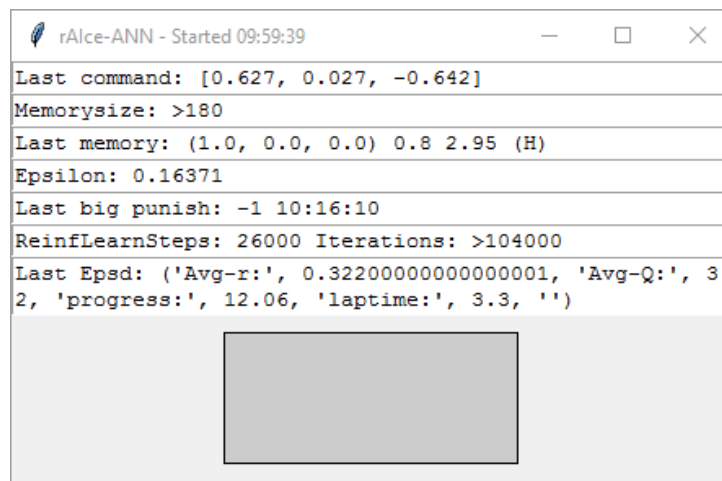 rAIce-ANN - Started 09:59:39
Last command: [0.627, 0.027, -0.642]
Memorysize: >180
Last memory: (1.0, 0.0, 0.0) 0.8 2.95 (H)
Epsilon: 0.16371
Last big punish: -1 10:16:10
ReinfLearnSteps: 26000 Iterations: >104000
Last Epsd: ('Avg-r:', 0.32200000000000001, 'Avg-Q:', 3
2, 'progress:', 12.06, 'laptime:', 3.3, '')